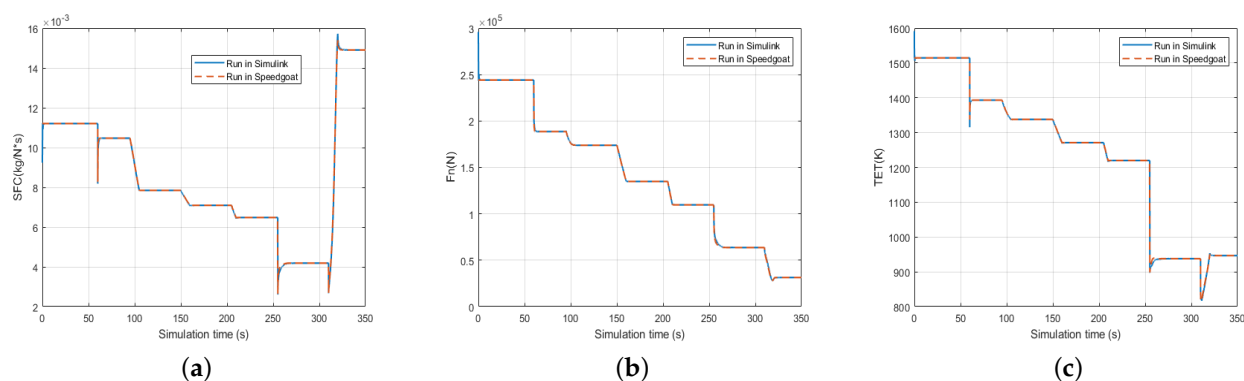 × 10⁻³
16
14
12
10
8
6
4
2
SFC(kg/N*s)
Run in Simulink
Run in Speedgoat
0 50 100 150 200 250 300 350
Simulation time (s)
(a)
× 10⁵
3
2.5
2
1.5
1
0.5
0
Fn(N)
Run in Simulink
Run in Speedgoat
0 50 100 150 200 250 300 350
Simulation time (s)
(b)
1600
1500
1400
1300
1200
1100
1000
900
800
TET(K)
Run in Simulink
Run in Speedgoat
0 50 100 150 200 250 300 350
Simulation time (s)
(c)